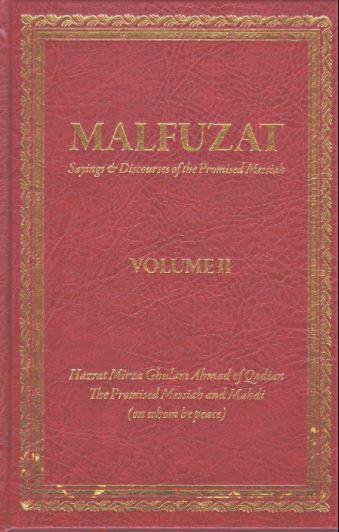 MALFUZAT
Sayings & Discourses of the Promised Messiah
VOLUME II
Hazrat Mirza Ghulam Ahmad of Qadian
The Promised Messiah and Mahdi
(on whom be peace)